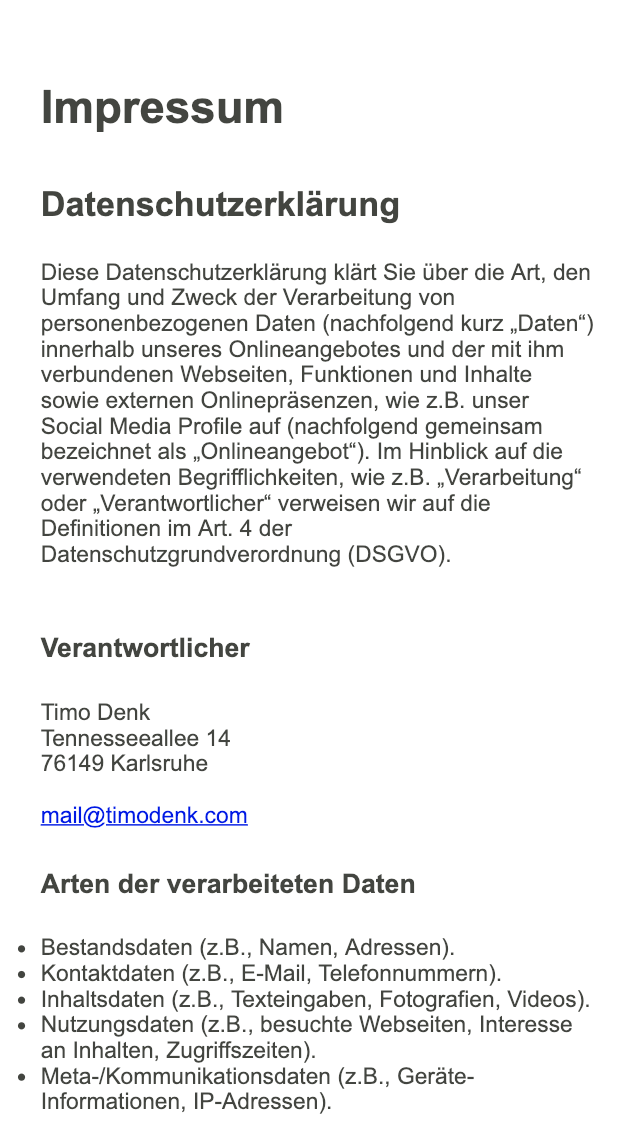 Impressum
Datenschutzerklärung
Diese Datenschutzerklärung klärt Sie über die Art, den
Umfang und Zweck der Verarbeitung von
personenbezogenen Daten (nachfolgend kurz „Daten“)
innerhalb unseres Onlineangebotes und der mit ihm
verbundenen Webseiten, Funktionen und Inhalte
sowie externen Onlinepräsenzen, wie z.B. unser
Social Media Profile auf (nachfolgend gemeinsam
bezeichnet als „Onlineangebot“). Im Hinblick auf die
verwendeten Begrifflichkeiten, wie z.B. „Verarbeitung“
oder „Verantwortlicher“ verweisen wir auf die
Definitionen im Art. 4 der
Datenschutzgrundverordnung (DSGVO).
Verantwortlicher
Timo Denk
Tennesseeallee 14
76149 Karlsruhe
mail@timodenk.com
Arten der verarbeiteten Daten
• Bestandsdaten (z.B., Namen, Adressen).
• Kontaktdaten (z.B., E-Mail, Telefonnummern).
• Inhaltsdaten (z.B., Texteingaben, Fotografien, Videos).
• Nutzungsdaten (z.B., besuchte Webseiten, Interesse
an Inhalten, Zugriffszeiten).
• Meta-/Kommunikationsdaten (z.B., Geräte-
Informationen, IP-Adressen).